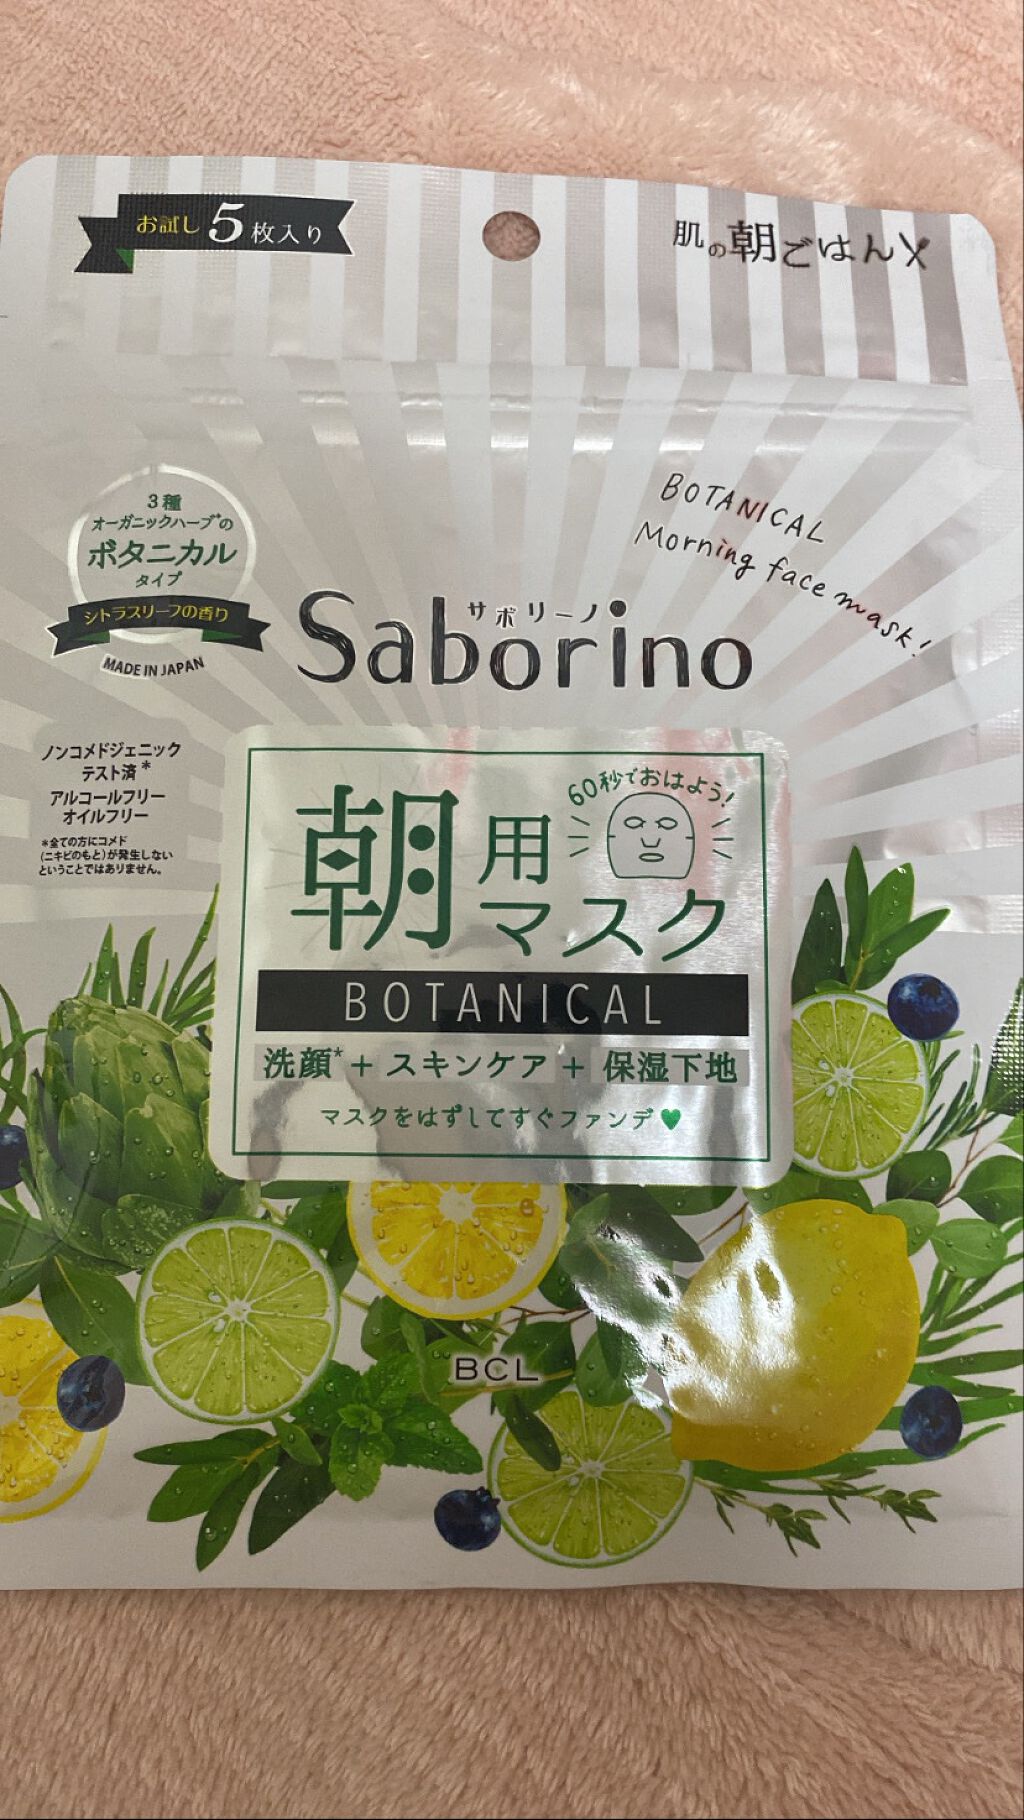 お試し5枚入り
肌の朝ごはん
3種
オーガニックハーブ*の
ボタニカル
タイプ
シトラスリーフの香り
MADE IN JAPAN
BOTANICAL
Morning face mask!
サボリーノ
Saborino
ノンコメドジェニック
テスト済*
アルコールフリー
オイルフリー
*全ての方にコメド
(ニキビのもと)が発生しない
ということではありません。
60秒でおはよう!
朝用
マスク
BOTANICAL
洗顔*+スキンケア+保湿下地
マスクをはずしてすぐファンデ♥
BCL